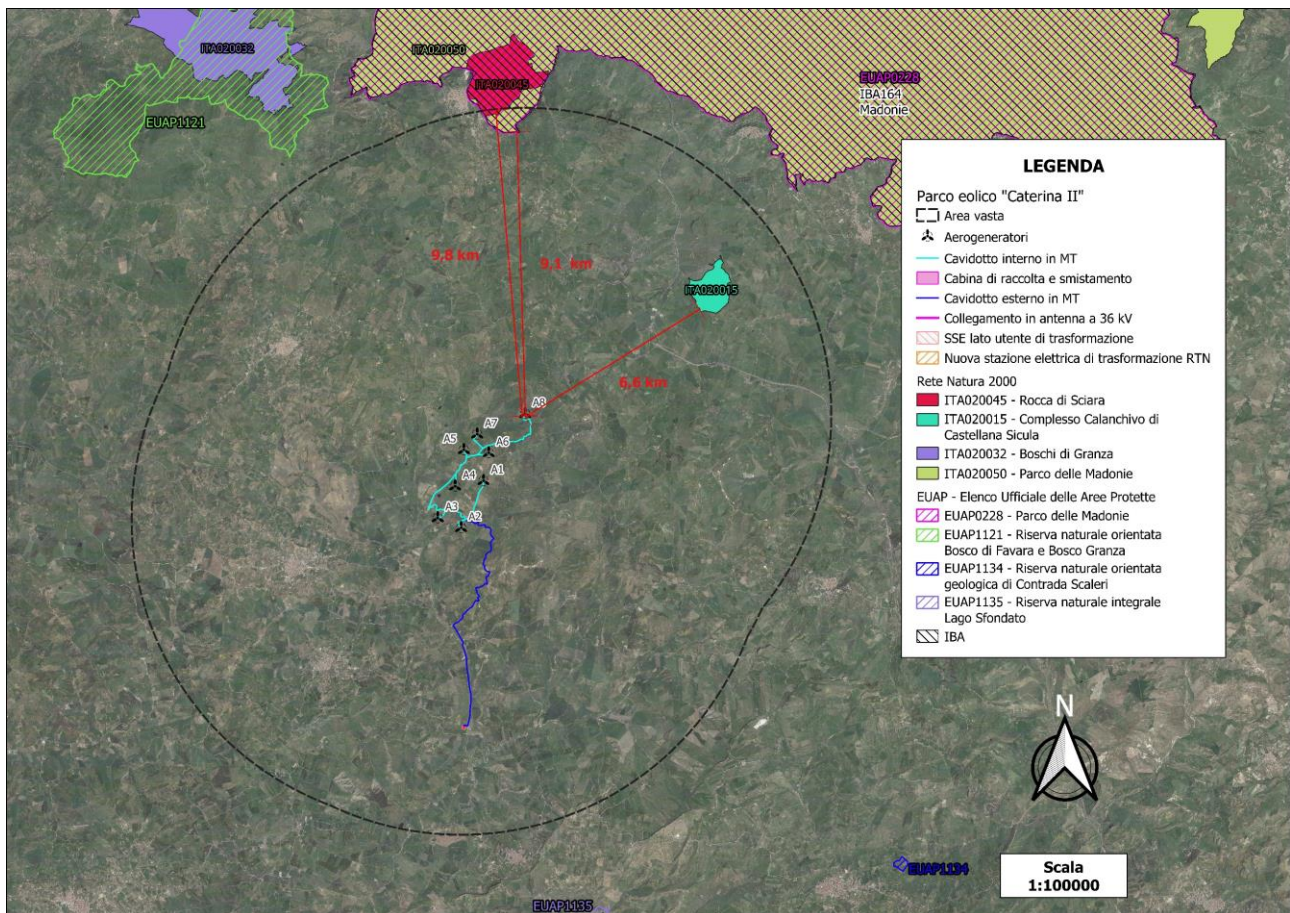 ITA020032
ITA020050
ITA020045
EUAP0228
IBA164
Madonie
EUAP1121
9,8 km
9,1 km
ITA020015
6,6 km
A8
A7
A5
A6
A1
A4
A3
A2
LEGENDA
Parco eolico "Caterina II"
Area vasta
Aerogeneratori
Cavidotto interno in MT
Cabina di raccolta e smistamento
Cavidotto esterno in MT
Collegamento in antenna a 36 kV
SSE lato utente di trasformazione
Nuova stazione elettrica di trasformazione RTN
Rete Natura 2000
ITA020045 - Rocca di Sciara
ITA020015 - Complesso Calanchivo di
Castellana Sicula
ITA020032 - Boschi di Granza
ITA020050 - Parco delle Madonie
EUAP - Elenco Ufficiale delle Aree Protette
EUAP0228 - Parco delle Madonie
EUAP1121 - Riserva naturale orientata
Bosco di Favara e Bosco Granza
EUAP1134 - Riserva naturale orientata
geologica di Contrada Scaleri
EUAP1135 - Riserva naturale integrale
Lago Sfondato
IBA
N
Scala
1:100000
EUAP1134
EUAP1135